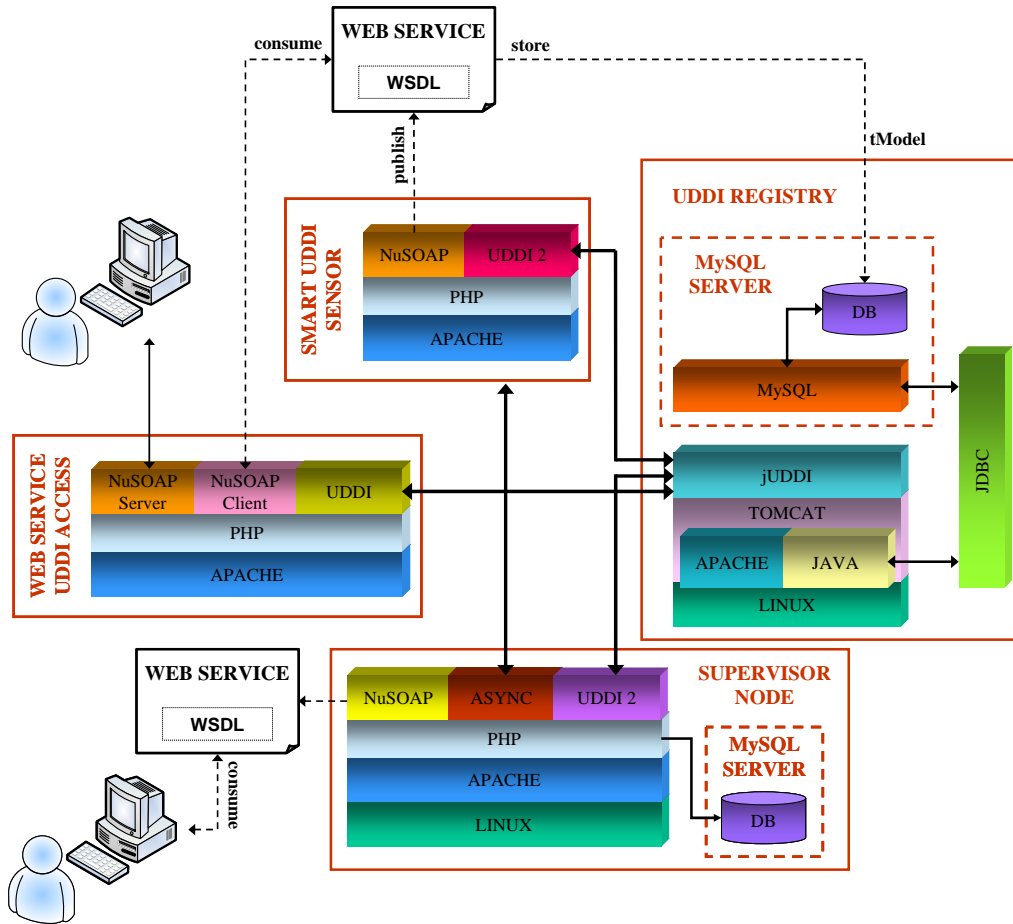 WEB SERVICE
WSDL
consume
store
publish
tModel
SMART UDDI
SENSOR
NuSOAP
UDDI 2
PHP
APACHE
UDDI REGISTRY
MySQL
SERVER
DB
MySQL
JDBC
jUDDI
TOMCAT
APACHE
JAVA
LINUX
WEB SERVICE
UDDI ACCESS
NuSOAP
Server
NuSOAP
Client
UDDI
PHP
APACHE
WEB SERVICE
WSDL
consume
SUPERVISOR
NODE
NuSOAP
ASYNC
UDDI 2
PHP
APACHE
LINUX
MySQL
SERVER
DB